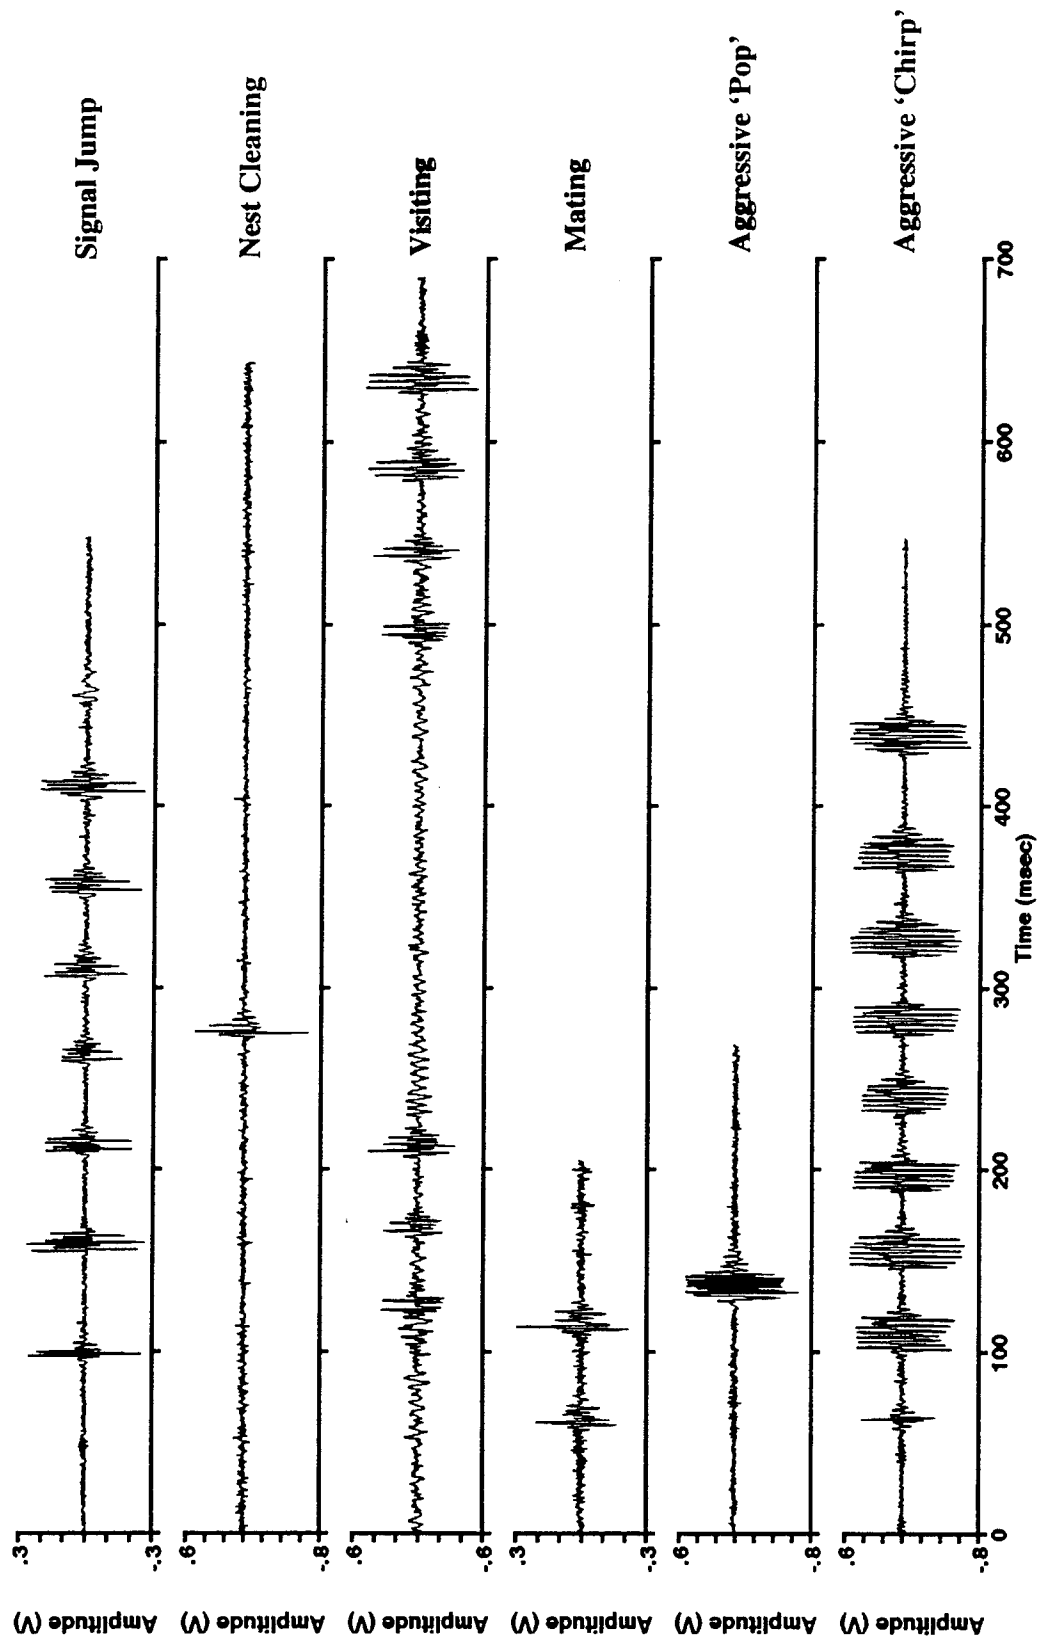 Signal Jump
Amplitude (V)
.3
-.3
Nest Cleaning
Amplitude (V)
.6
-.8
Visiting
Amplitude (V)
.6
-.6
Mating
Amplitude (V)
.3
-.3
Aggressive ‘Pop’
Amplitude (V)
.6
-.8
Aggressive ‘Chirp’
Amplitude (V)
.6
-.8
0 100 200 300 400 500 600 700
Time (msec)